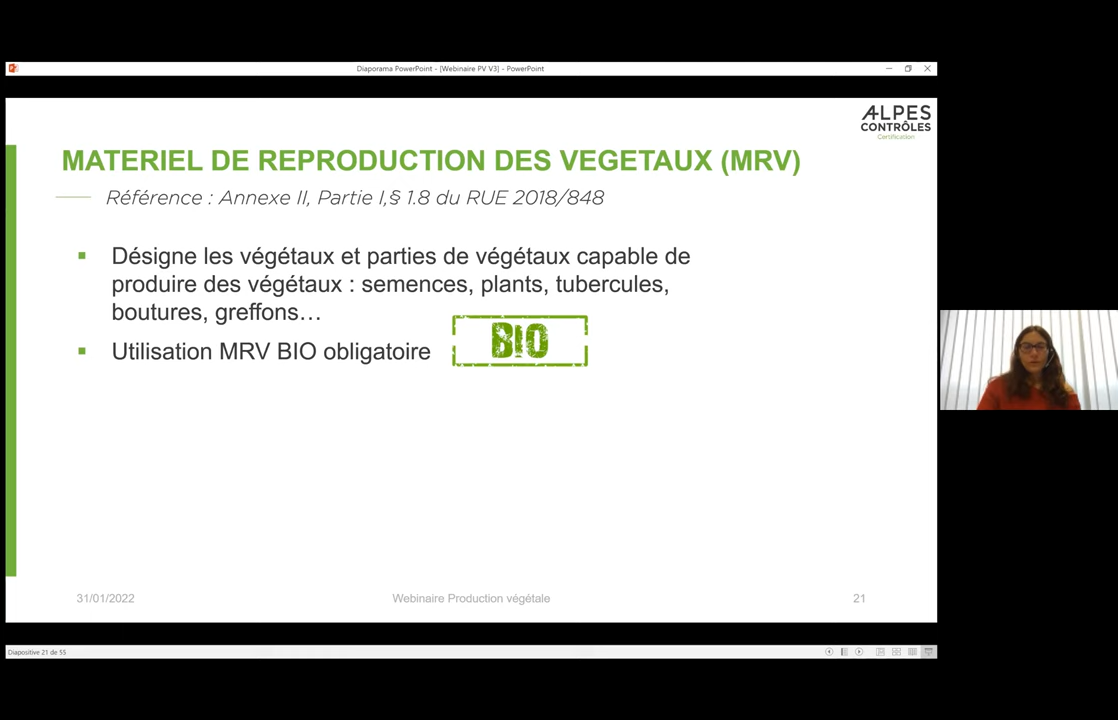 Diaporama PowerPoint - [Webinaire PV V3] - PowerPoint
ALPES
CONTRÔLES
Certification
MATERIEL DE REPRODUCTION DES VEGETAUX (MRV)
Référence : Annexe II, Partie I,§ 1.8 du RUE 2018/848
Désigne les végétaux et parties de végétaux capable de
produire des végétaux : semences, plants, tubercules,
boutures, greffons…
Utilisation MRV BIO obligatoire
BIO
31/01/2022
Webinaire Production végétale
21
Diapositive 21 de 55